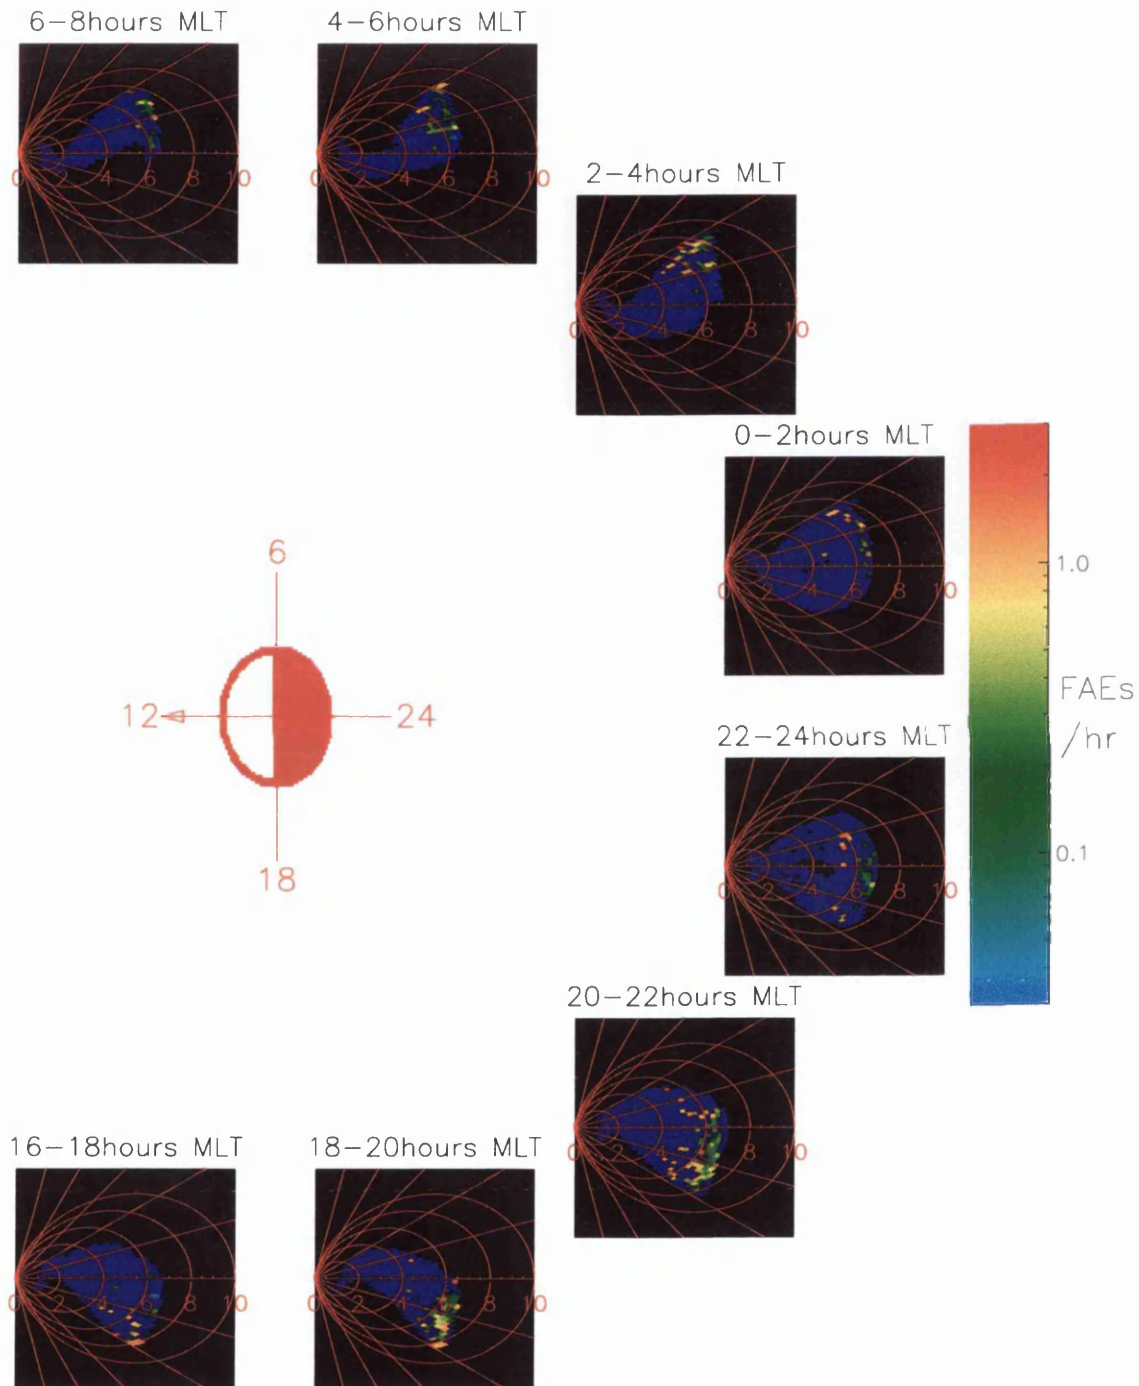 6-8hours MLT
4-6hours MLT
0 2 4 6 8 10
0 2 4 6 8 10
2-4hours MLT
0 2 4 6 8 10
0-2hours MLT
0 2 4 6 8 10
1.0
FAEs
/hr
0.1
6
12
24
18
22-24hours MLT
0 2 4 6 8 10
20-22hours MLT
0 2 4 6 8 10
16-18hours MLT
18-20hours MLT
0 2 4 6 8 10
0 2 4 6 8 10